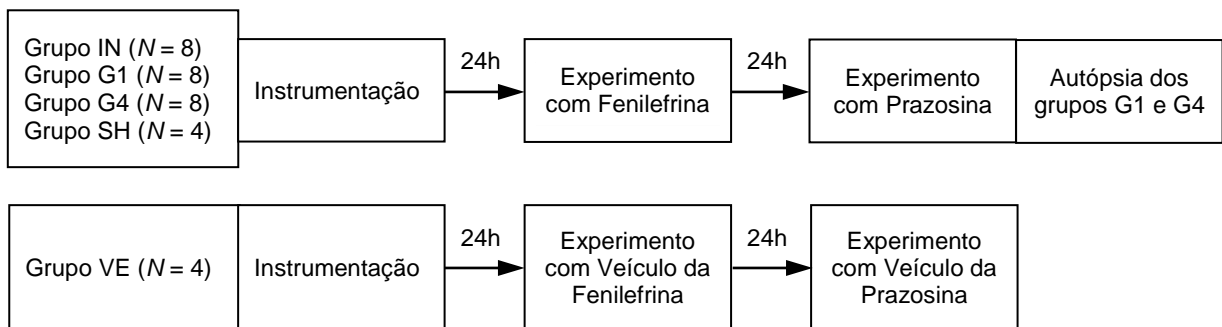 Grupo IN (N = 8)
Grupo G1 (N = 8)
Grupo G4 (N = 8)
Grupo SH (N = 4)
Instrumentação
24h
Experimento
com Fenilefrina
24h
Experimento
com Prazosina
Autópsia dos
grupos G1 e G4
Grupo VE (N = 4)
Instrumentação
24h
Experimento
com Veículo da
Fenilefrina
24h
Experimento
com Veículo da
Prazosina